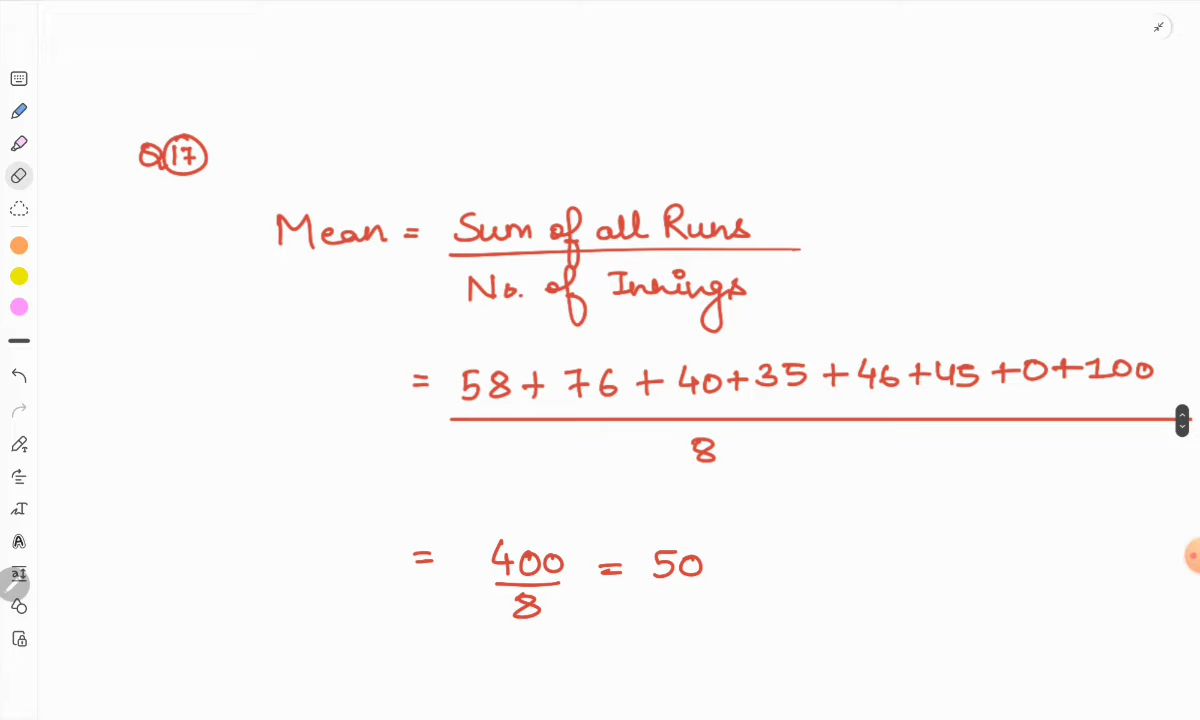 Q 17
Mean = Sum of all Runs
No. of Innings
= 58 + 76 + 40 + 35 + 46 + 45 + 0 + 100
8
= 400 = 50
8